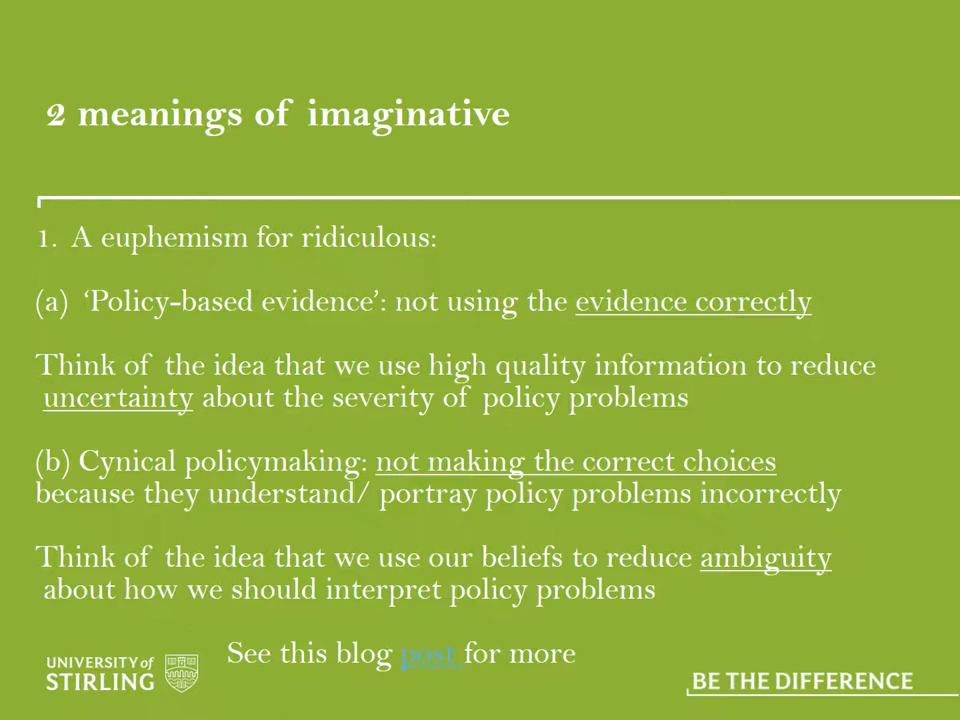 2 meanings of imaginative
1. A euphemism for ridiculous:
(a) ‘Policy-based evidence’: not using the evidence correctly
Think of the idea that we use high quality information to reduce
uncertainty about the severity of policy problems
(b) Cynical policymaking: not making the correct choices
because they understand/ portray policy problems incorrectly
Think of the idea that we use our beliefs to reduce ambiguity
about how we should interpret policy problems
See this blog post for more
UNIVERSITY of
STIRLING
BE THE DIFFERENCE